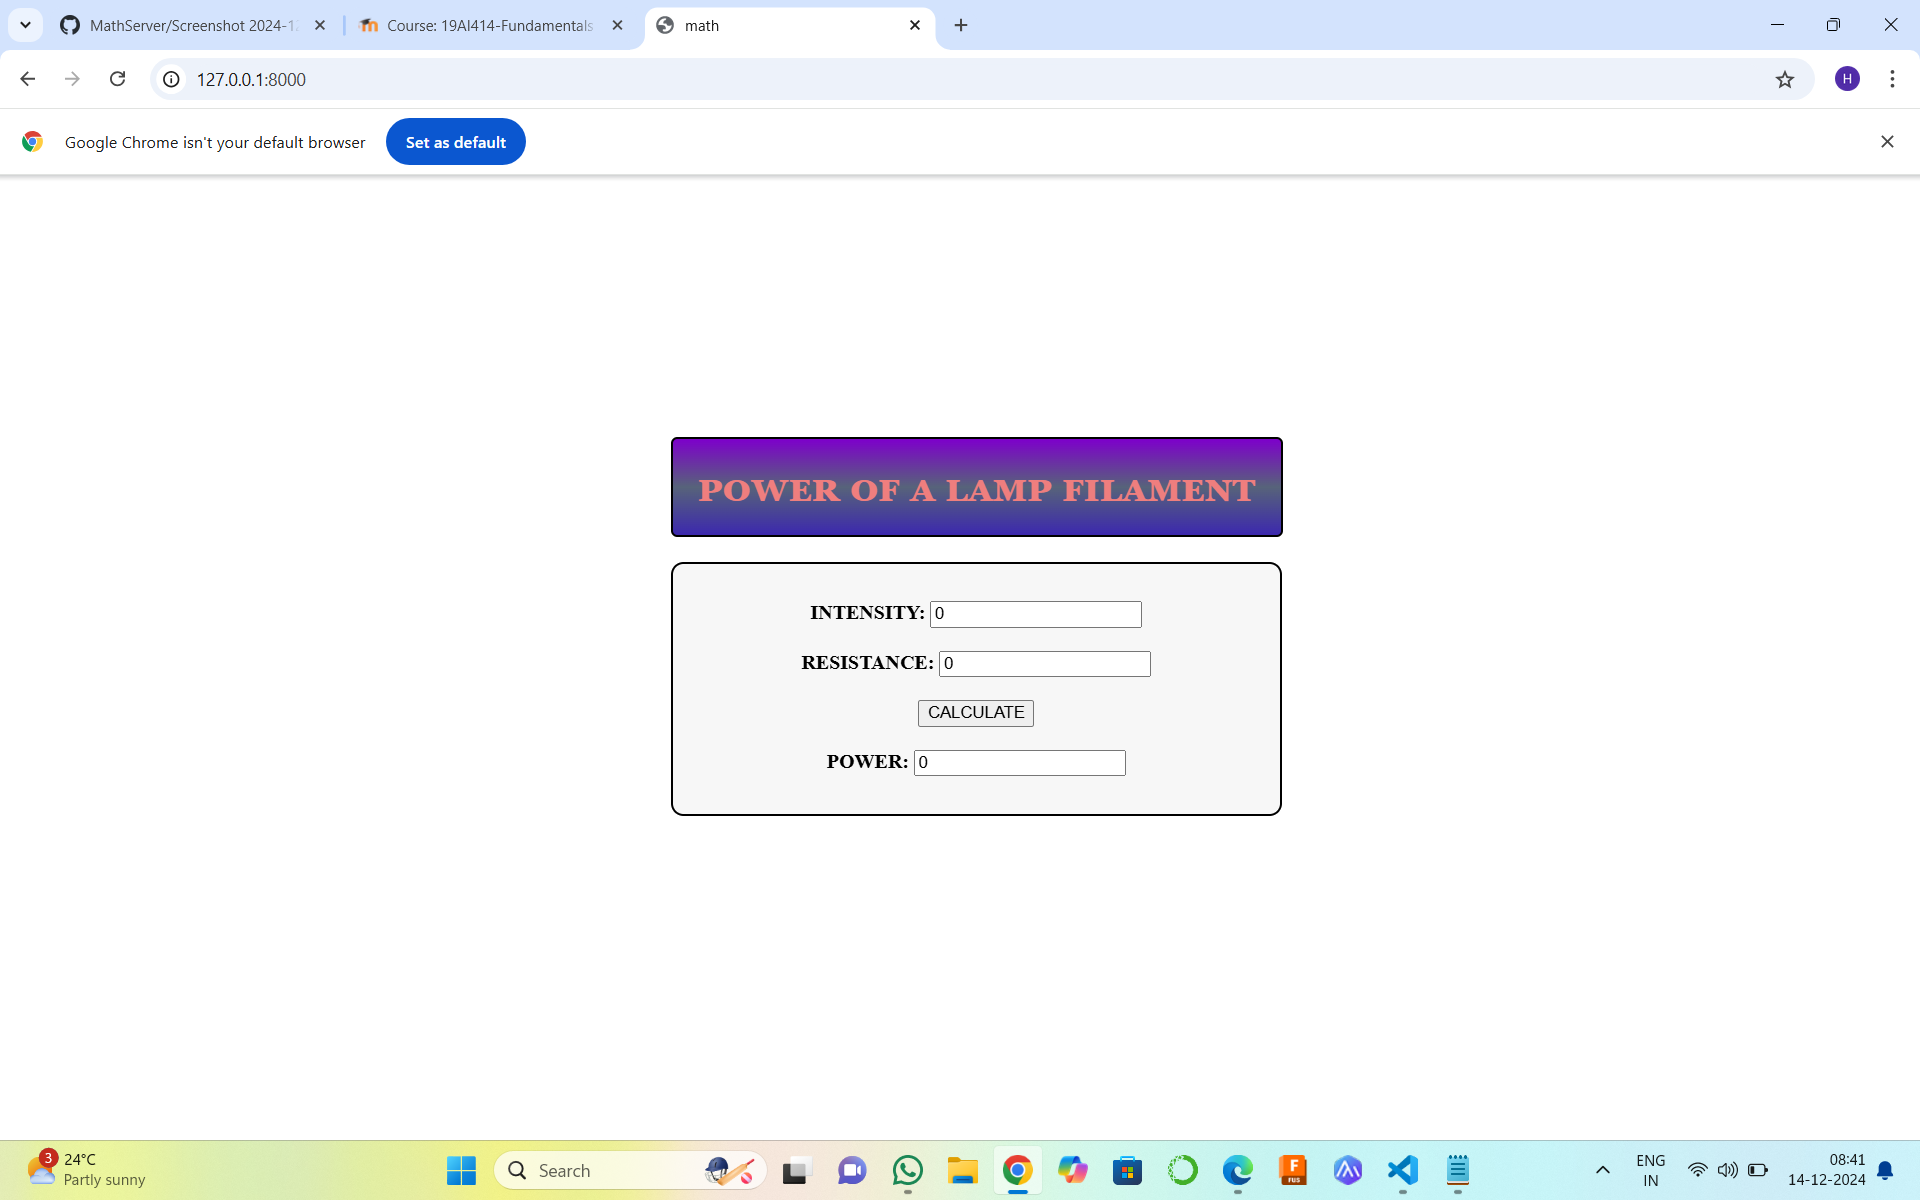 MathServer/Screenshot 2024-12
Course: 19AI414-Fundamentals
math
127.0.0.1:8000
H
Google Chrome isn't your default browser
Set as default
POWER OF A LAMP FILAMENT
INTENSITY: 0
RESISTANCE: 0
CALCULATE
POWER: 0
3
24°C
Partly sunny
Search
F
FUS
ENG
IN
08:41
14-12-2024